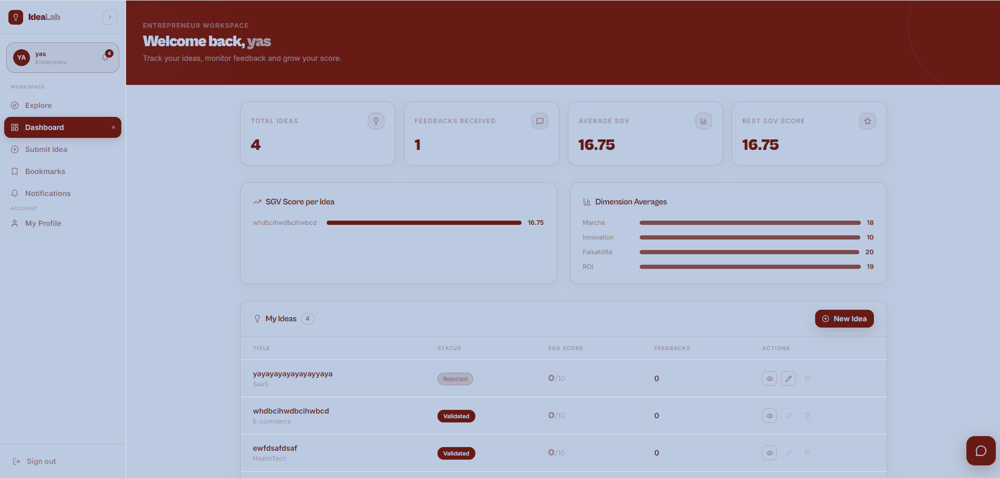 IdeaLab
YA
yas
Entrepreneur
4
WORKSPACE
Explore
Dashboard
Submit Idea
Bookmarks
Notifications
ACCOUNT
My Profile
Sign out
ENTREPRENEUR WORKSPACE
Welcome back, yas
Track your ideas, monitor feedback and grow your score.
TOTAL IDEAS
4
FEEDBACKS RECEIVED
1
AVERAGE SGV
16.75
BEST SGV SCORE
16.75
SGV Score per Idea
whdbcihwdbcihwbcd 16.75
Dimension Averages
Marché 18
Innovation 10
Faisabilité 20
ROI 19
My Ideas 4
New Idea
TITLE STATUS SGV SCORE FEEDBACKS ACTIONS
yayayayayayayayyaya
SaaS
Rejected 0/10 0
whdbcihwdbcihwbcd
E-commerce
Validated 0/10 0
ewfdsafdsaf
HealthTech
Validated 0/10 0